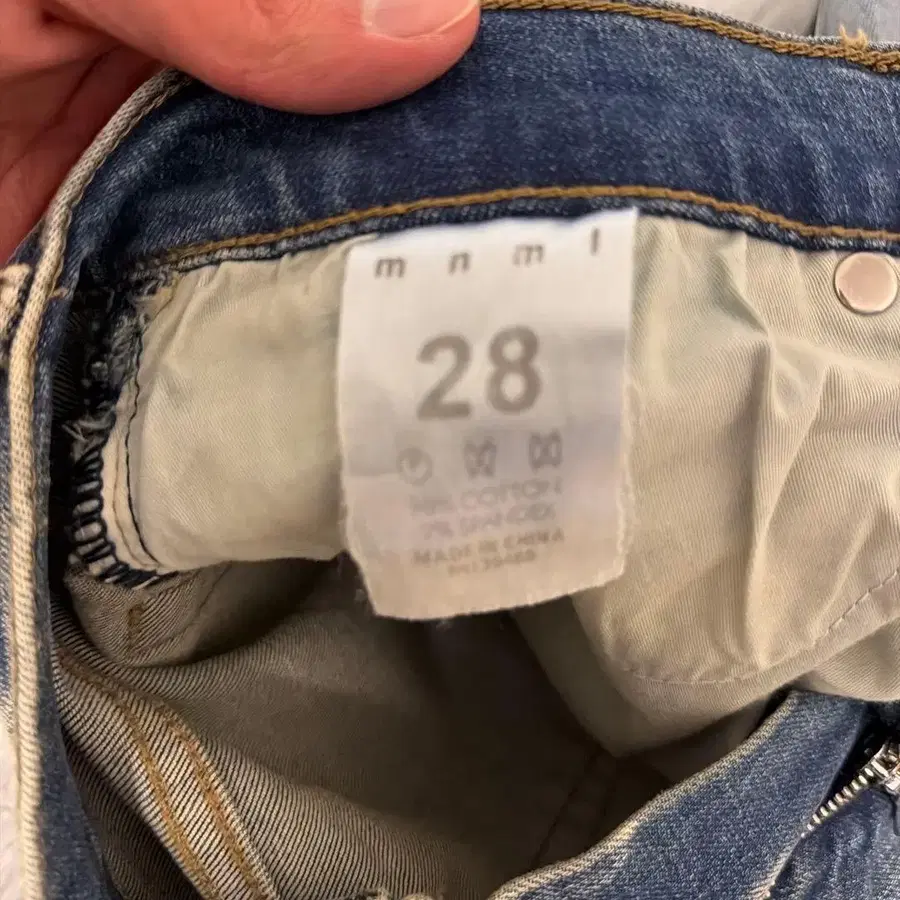 m n m l
28
98% COTTON
2% SPANDEX
MADE IN CHINA